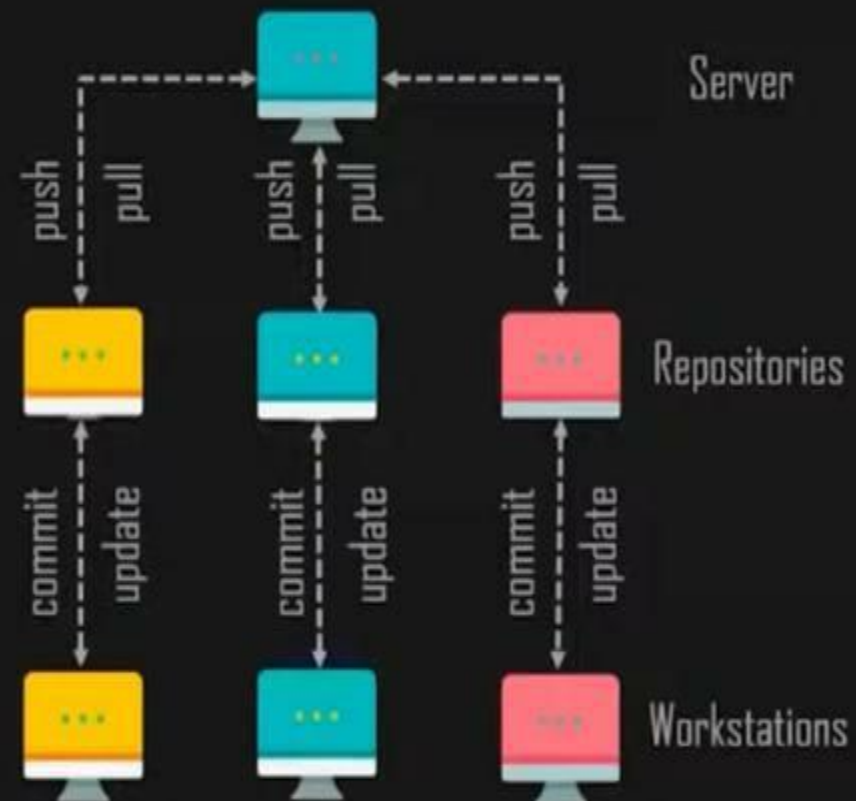 Server
push pull push pull push pull
Repositories
commit update commit update commit update
Workstations